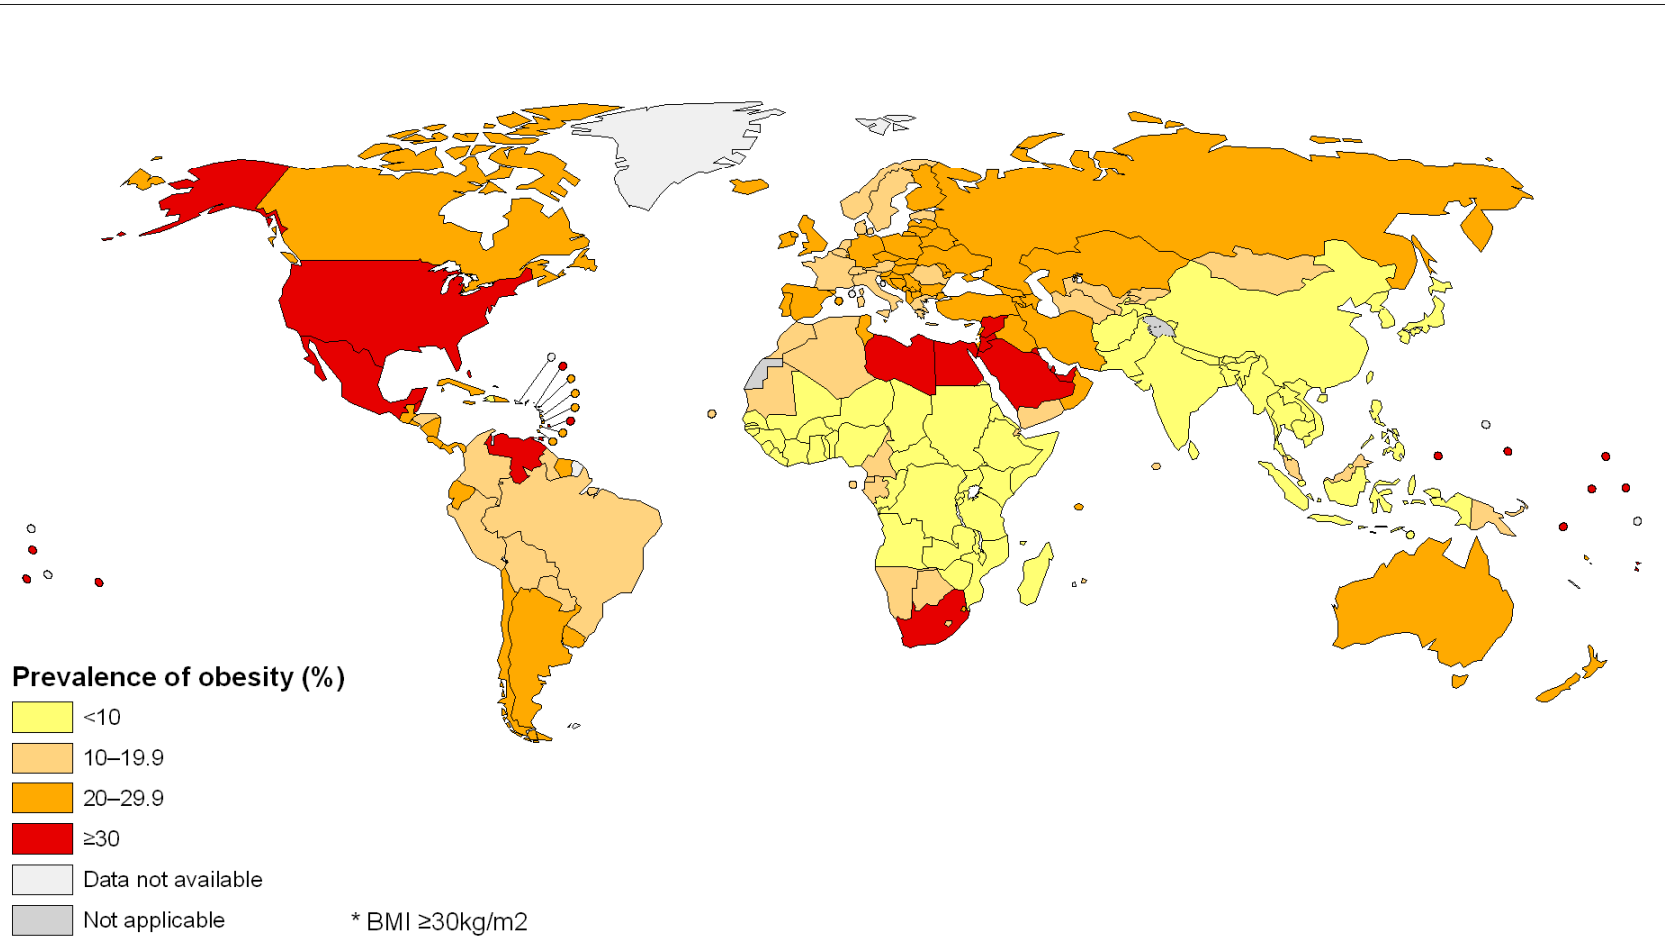 Prevalence of obesity (%)
<10
10–19.9
20–29.9
≥30
Data not available
Not applicable
* BMI ≥30kg/m2